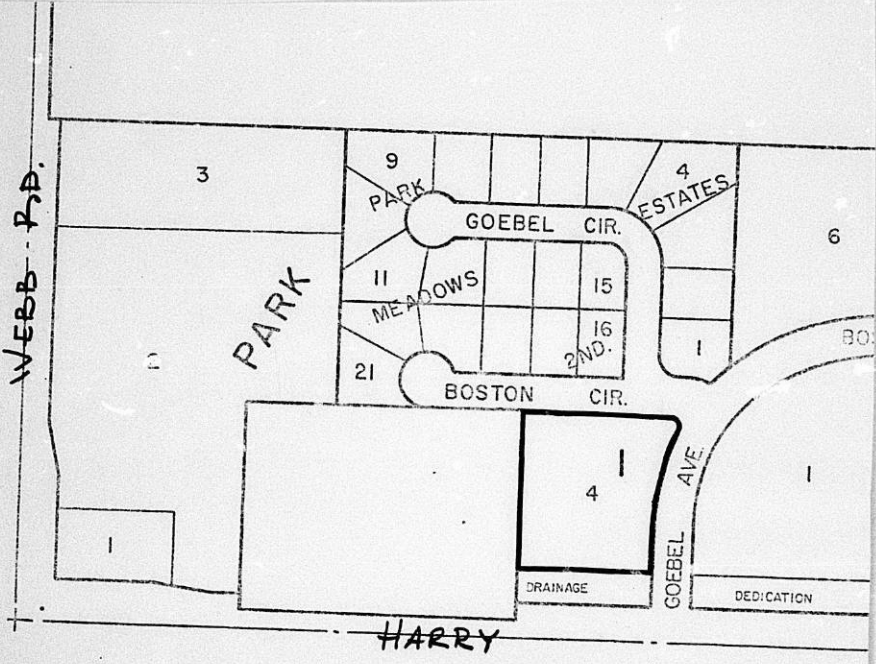 WEBB RD.
3
9
PARK
4
ESTATES
GOEBEL CIR.
6
PARK
11
MEADOWS
15
16
2ND.
1
BO
2
21
BOSTON CIR.
AVE.
1
4
1
1
DRAINAGE
GOEBEL
DEDICATION
HARRY